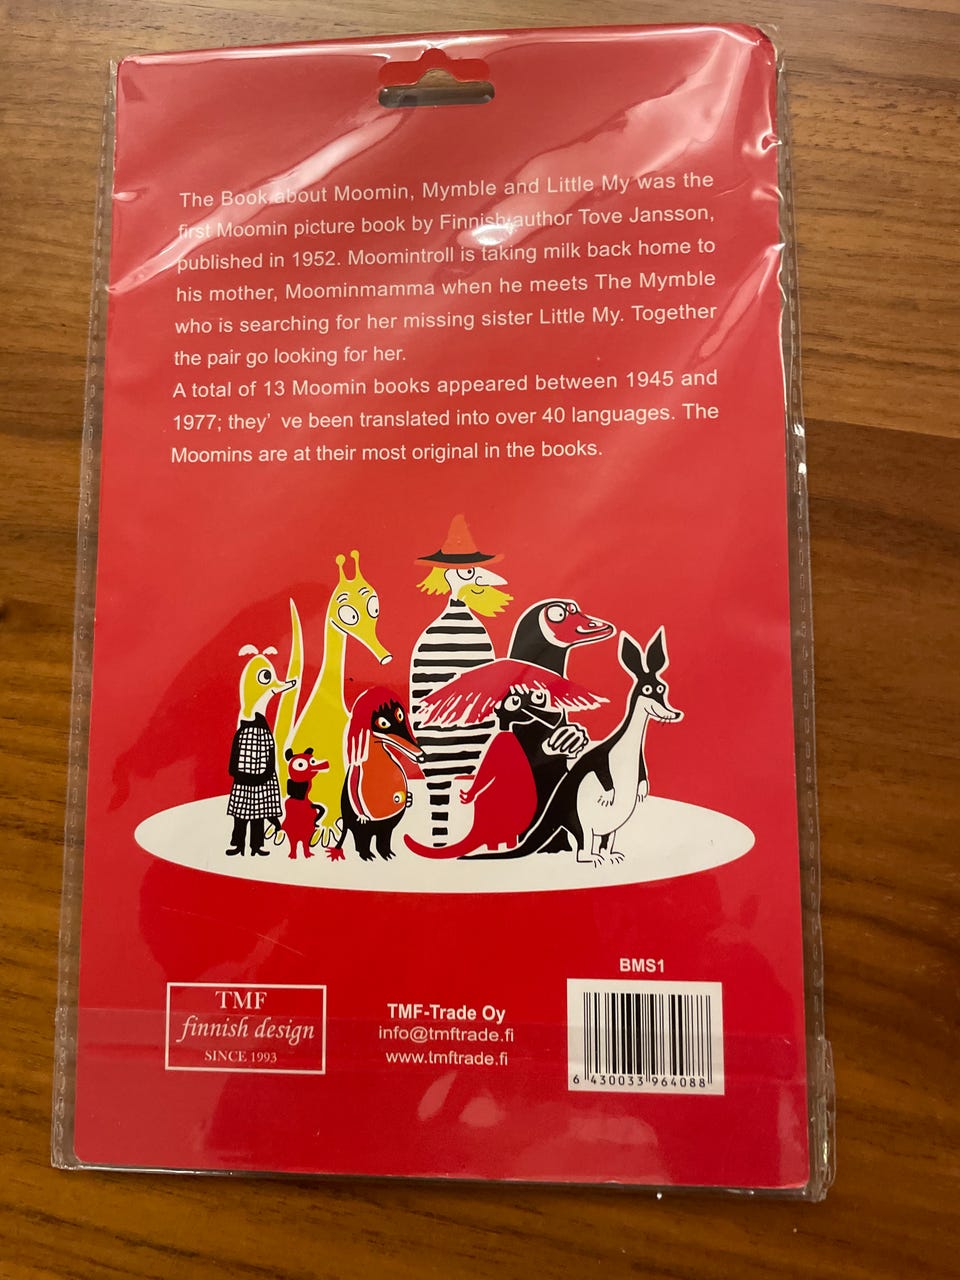 The Book about Moomin, Mymble and Little My was the
first Moomin picture book by Finnish author Tove Jansson,
published in 1952. Moomintroll is taking milk back home to
his mother, Moominmamma when he meets The Mymble
who is searching for her missing sister Little My. Together
the pair go looking for her.
A total of 13 Moomin books appeared between 1945 and
1977; they' ve been translated into over 40 languages. The
Moomins are at their most original in the books.
BMS1
TMF
finnish design
SINCE 1993
TMF-Trade Oy
info@tmftrade.fi
www.tmftrade.fi
6 430033 964088